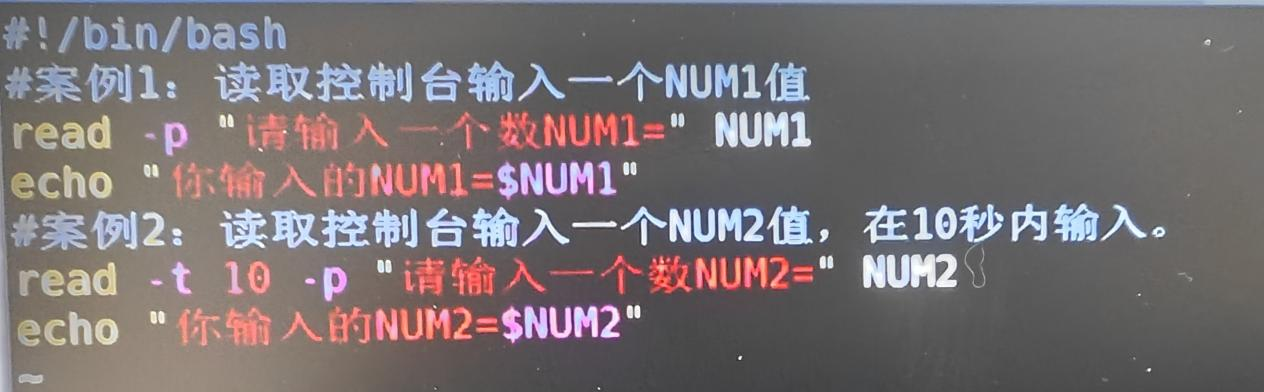 #!/bin/bash
#案例1：读取控制台输入一个NUM1值
read -p "请输入一个数NUM1=" NUM1
echo "你输入的NUM1=$NUM1"
#案例2：读取控制台输入一个NUM2值，在10秒内输入。
read -t 10 -p "请输入一个数NUM2=" NUM2
echo "你输入的NUM2=$NUM2"
~